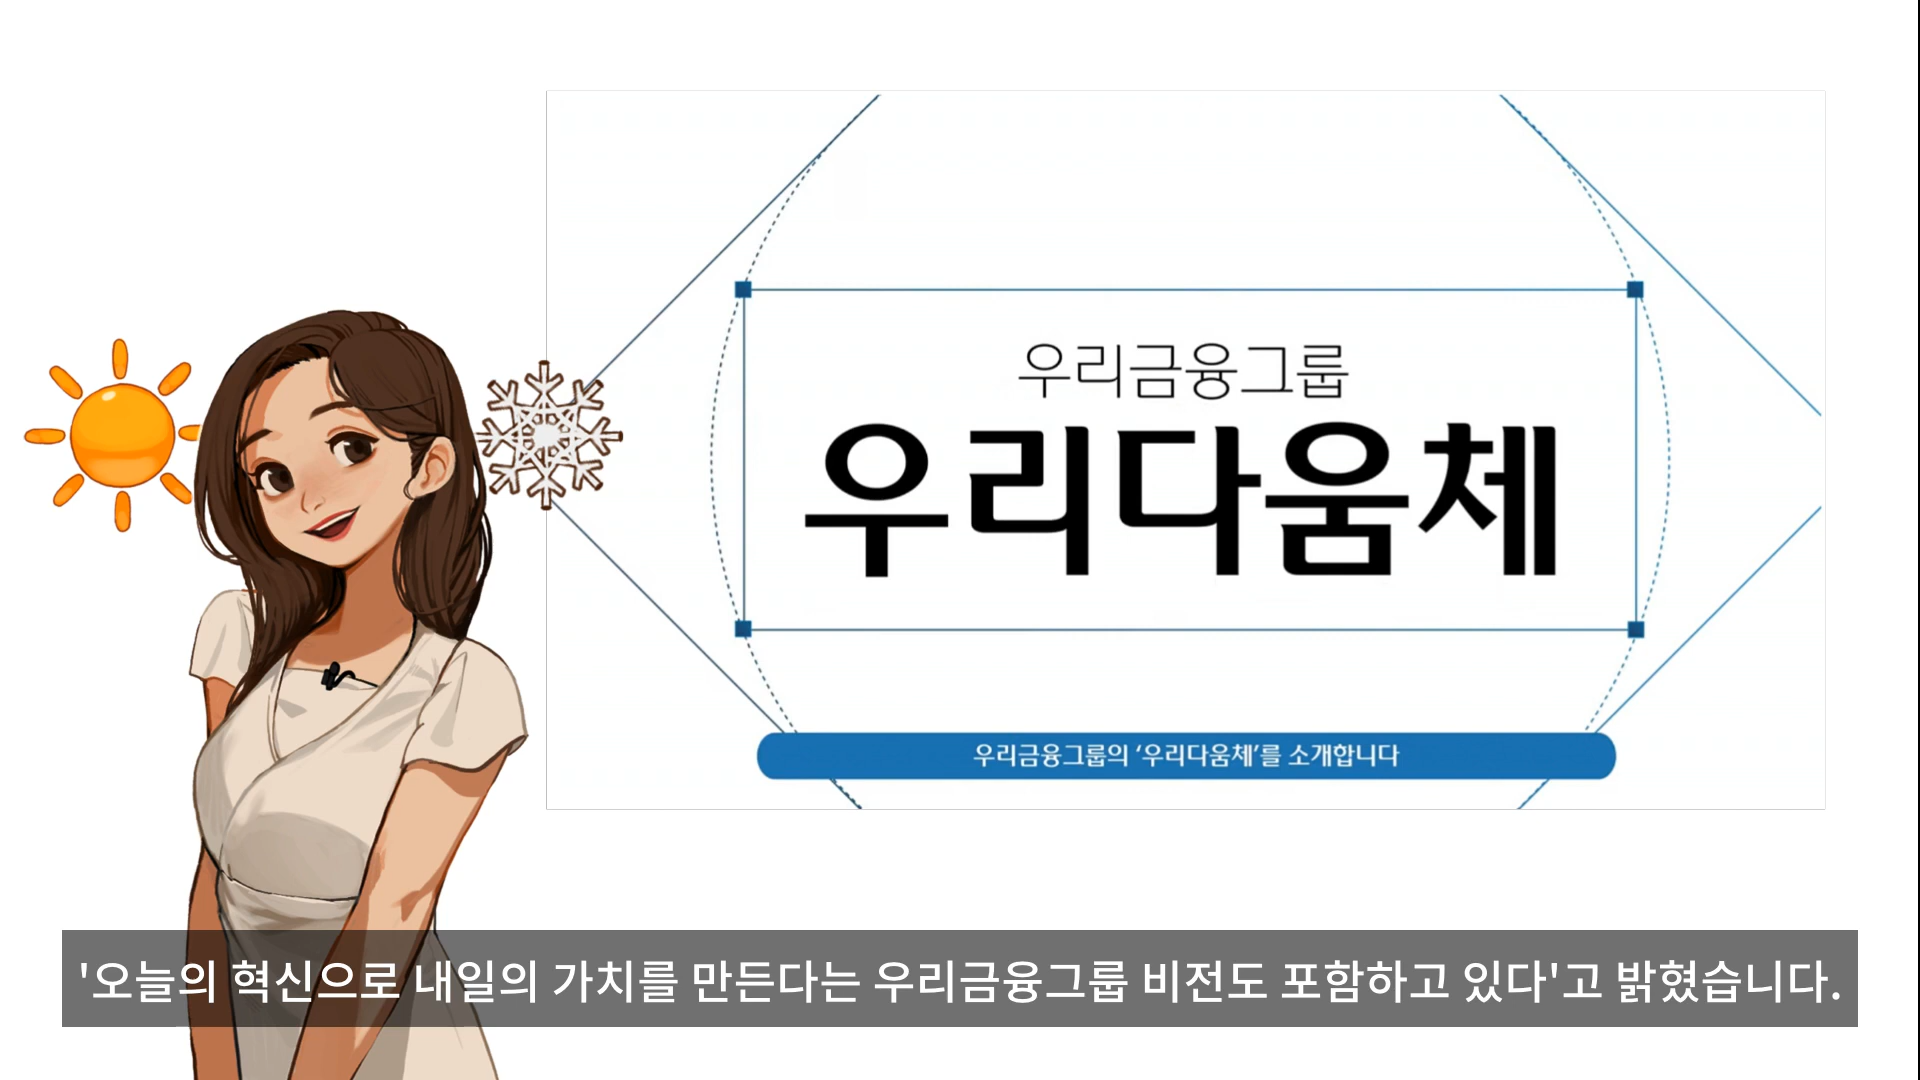 우리금융그룹
우리다움체
우리금융그룹의 ‘우리다움체’를 소개합니다
'오늘의 혁신으로 내일의 가치를 만든다는 우리금융그룹 비전도 포함하고 있다'고 밝혔습니다.